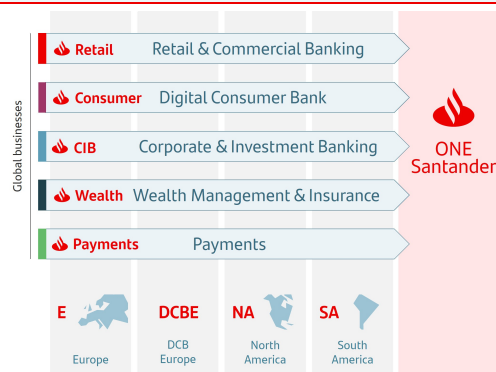 Global businesses
Retail Retail & Commercial Banking
Consumer Digital Consumer Bank
CIB Corporate & Investment Banking
Wealth Wealth Management & Insurance
Payments Payments
ONE
Santander
E DCBE NA SA
Europe
DCB
Europe
North
America
South
America